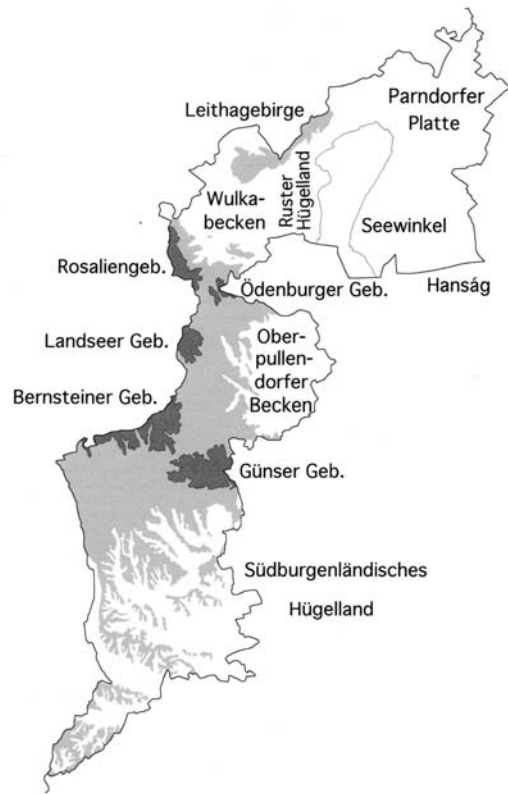 Parndorfer
Platte
Leithagebirge
Ruster
Hügelland
Wulka-
becken
Seewinkel
Rosaliengeb.
Ödenburger Geb.
Hanság
Landseer Geb.
Ober-
pullen-
dorfer
Becken
Bernsteiner Geb.
Günser Geb.
Südburgenländisches
Hügelland